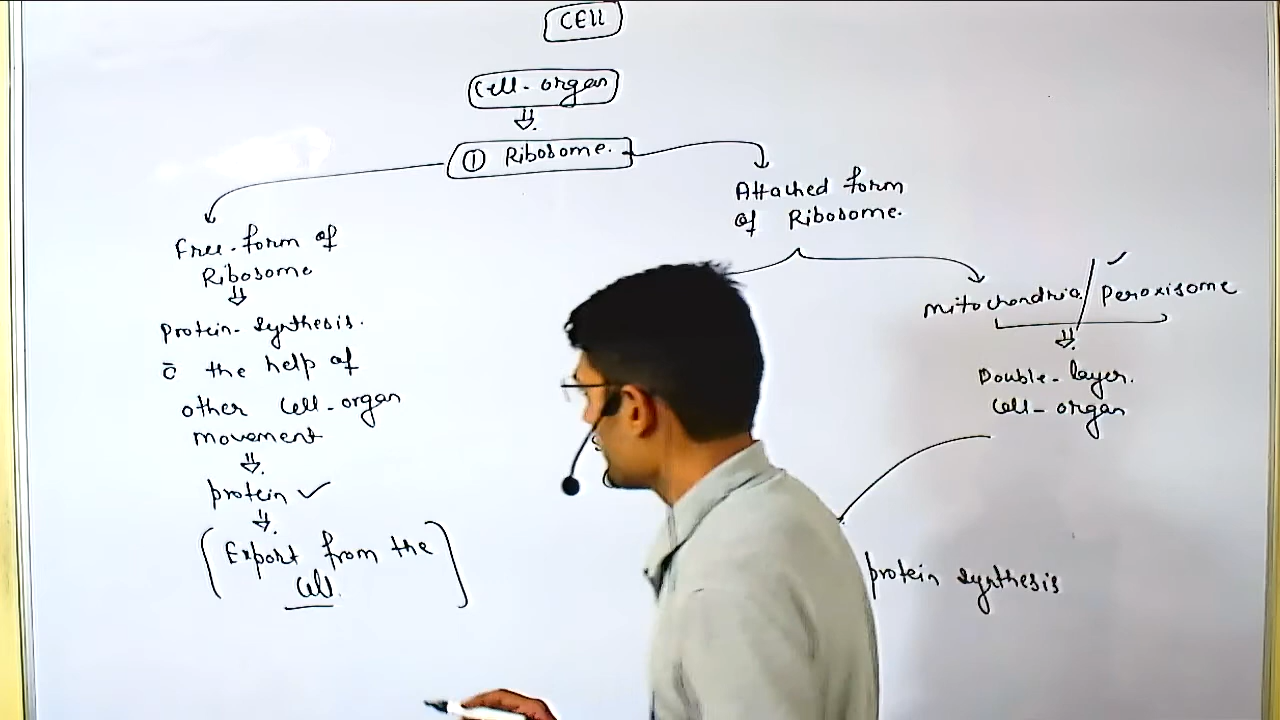 CEll
Cell-organ
① Ribosome.
Free-form of
Ribosome
Protein-synthesis.
c̄ the help of
other cell-organ
movement
protein ✓
(Export from the
Cell.)
Attached form
of Ribosome.
mitochondria / Peroxisome ✓
Double-layer.
cell-organ
protein synthesis